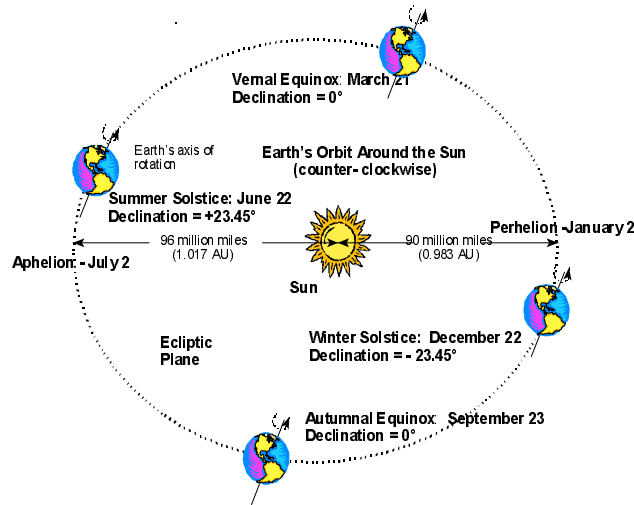 Vernal Equinox: March 21
Declination = 0°
Earth's axis of
rotation
Earth's Orbit Around the Sun
(counter- clockwise)
Summer Solstice: June 22
Declination = +23.45°
Perhelion -January 2
96 million miles
(1.017 AU)
90 million miles
(0.983 AU)
Aphelion - July 2
Sun
Ecliptic
Plane
Winter Solstice: December 22
Declination = - 23.45°
Autumnal Equinox: September 23
Declination = 0°